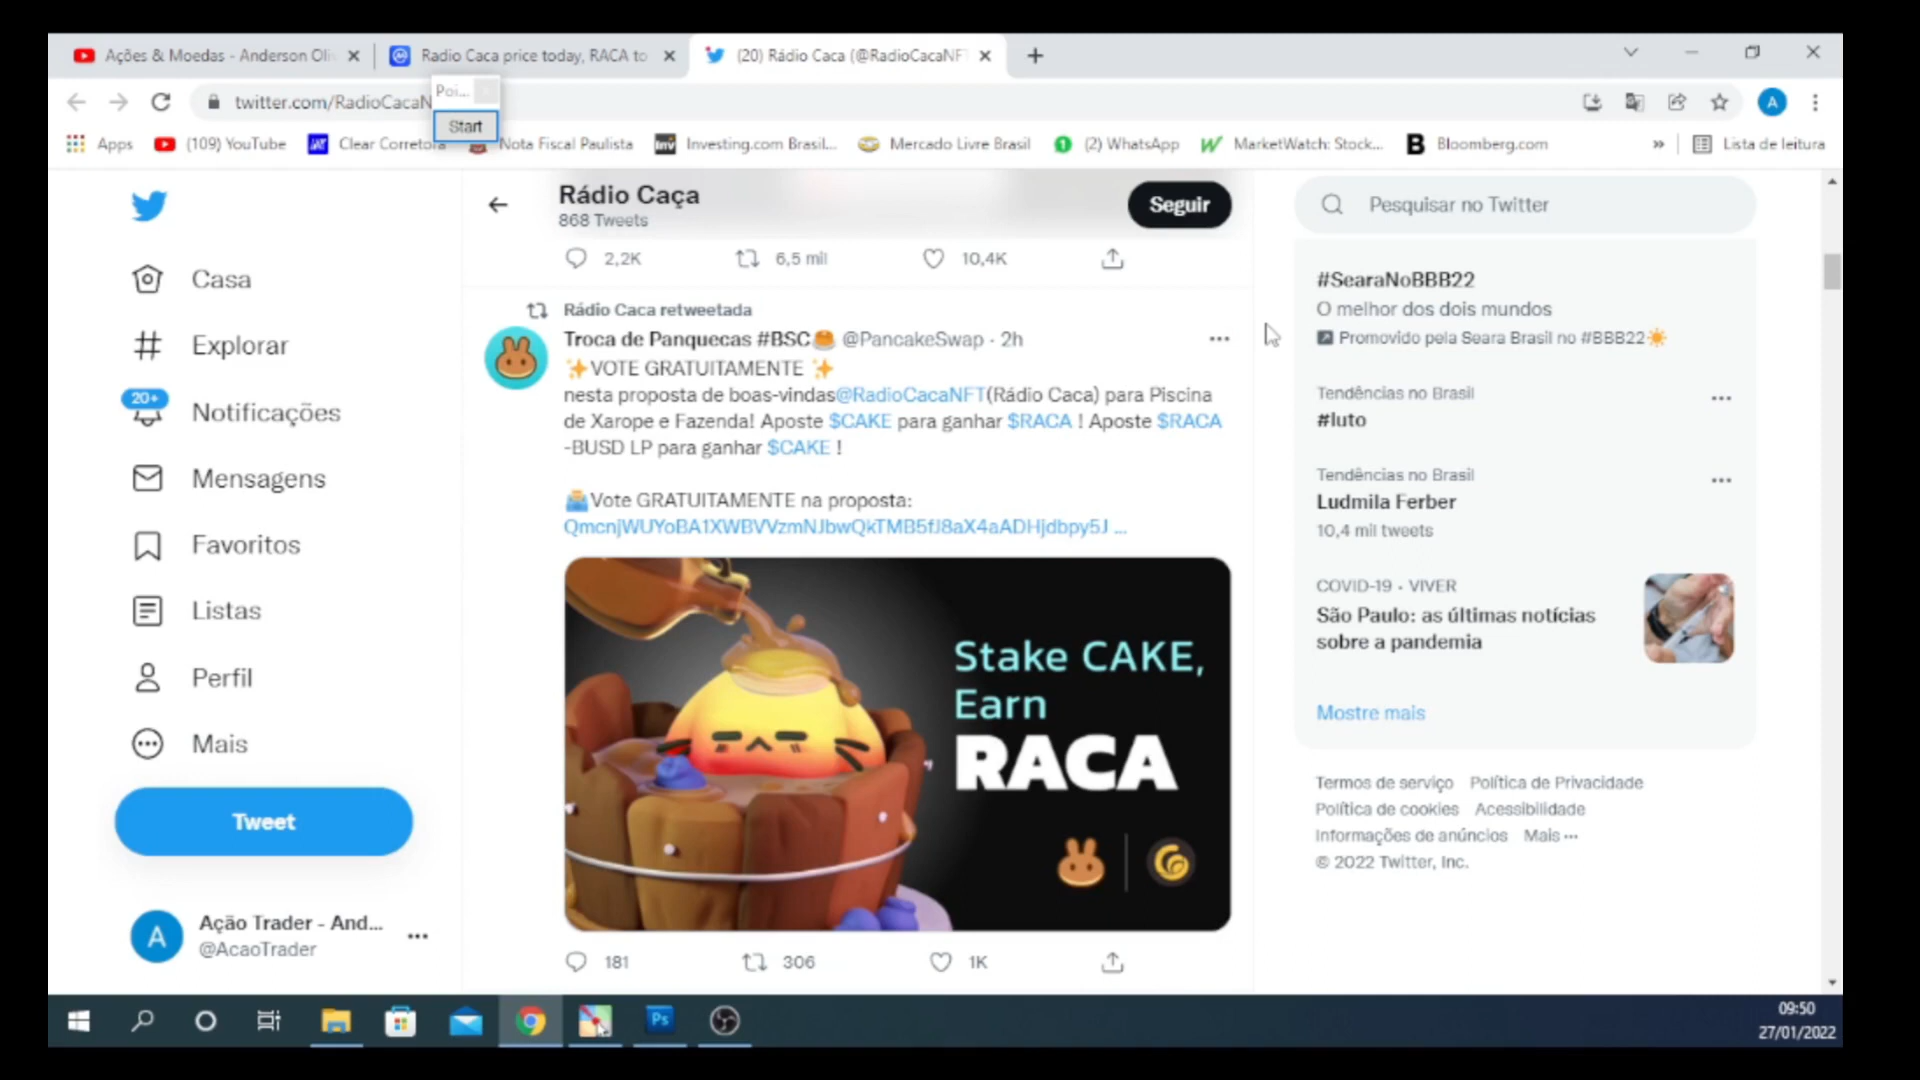 Ações & Moedas - Anderson Oli
Radio Caca price today, RACA to
(20) Rádio Caca (@RadioCacaNF
Poi...
twitter.com/RadioCacaN
Start
A
Apps
(109) YouTube
Clear Corretora
Nota Fiscal Paulista
Investing.com Brasil...
Mercado Livre Brasil
(2) WhatsApp
MarketWatch: Stock...
Bloomberg.com
»
Lista de leitura
Rádio Caça
868 Tweets
Seguir
Pesquisar no Twitter
2,2K
6,5 mil
10,4K
Casa
Explorar
20+
Notificações
Mensagens
Favoritos
Listas
Perfil
Mais
Tweet
Ação Trader - And...
@AcaoTrader
Rádio Caca retweetada
Troca de Panquecas #BSC🥞 @PancakeSwap · 2h
✨VOTE GRATUITAMENTE ✨
nesta proposta de boas-vindas@RadioCacaNFT(Rádio Caca) para Piscina
de Xarope e Fazenda! Aposte $CAKE para ganhar $RACA ! Aposte $RACA
-BUSD LP para ganhar $CAKE !
🗳️Vote GRATUITAMENTE na proposta:
QmcnjWUYoBA1XWBVVzmNJbwQkTMB5fJ8aX4aADHjdbpy5J ...
Stake CAKE,
Earn
RACA
181
306
1K
#SearaNoBBB22
O melhor dos dois mundos
Promovido pela Seara Brasil no #BBB22☀️
Tendências no Brasil
#luto
Tendências no Brasil
Ludmila Ferber
10,4 mil tweets
COVID-19 · VIVER
São Paulo: as últimas notícias
sobre a pandemia
Mostre mais
Termos de serviço Política de Privacidade
Política de cookies Acessibilidade
Informações de anúncios Mais ···
© 2022 Twitter, Inc.
Ps
09:50
27/01/2022